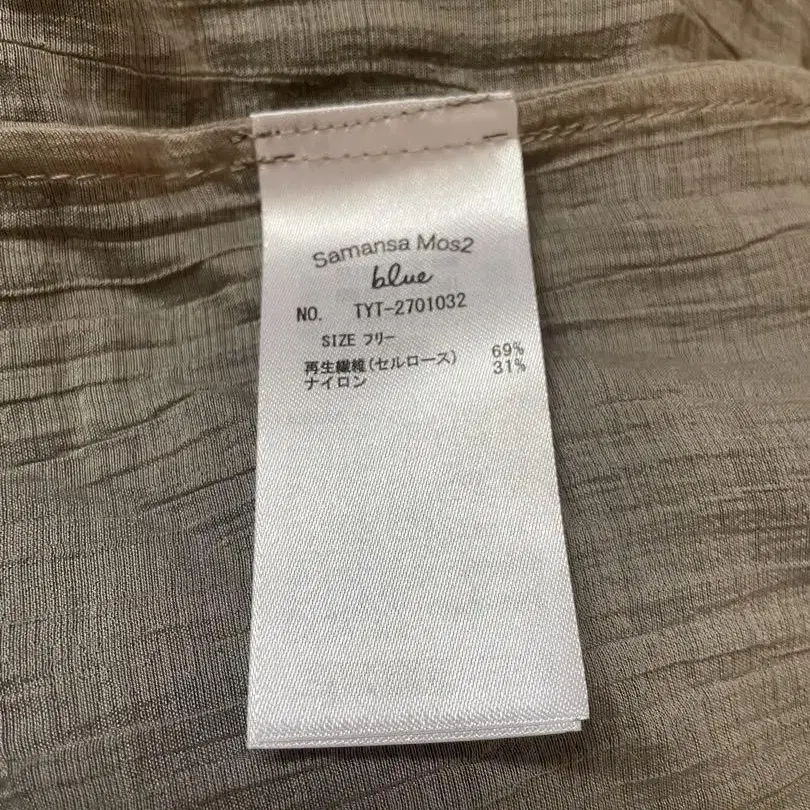 Samansa Mos2
blue
NO. TYT-2701032
SIZE フリー
再生繊維(セルロース) 69%
ナイロン 31%